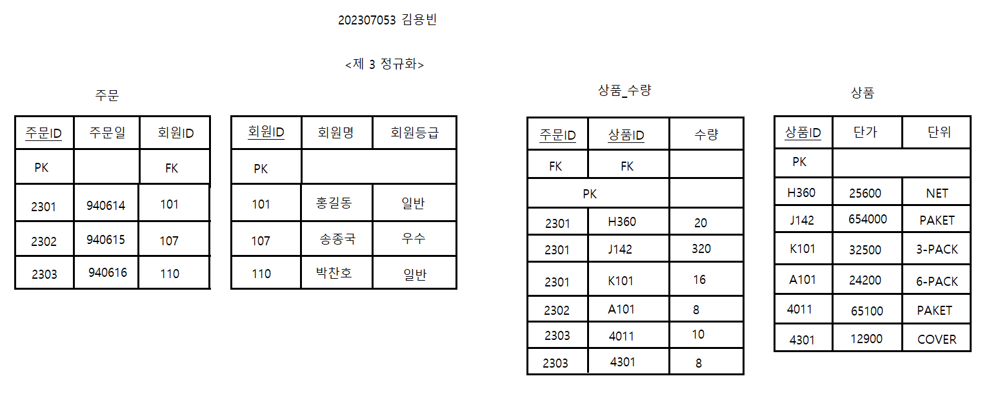 202307053 김용빈
<제 3 정규화>
주문
주문ID 주문일 회원ID
PK FK
2301 940614 101
2302 940615 107
2303 940616 110
회원ID 회원명 회원등급
PK
101 홍길동 일반
107 송종국 우수
110 박찬호 일반
상품_수량
주문ID 상품ID 수량
FK FK
PK
2301 H360 20
2301 J142 320
2301 K101 16
2302 A101 8
2303 4011 10
2303 4301 8
상품
상품ID 단가 단위
PK
H360 25600 NET
J142 654000 PAKET
K101 32500 3-PACK
A101 24200 6-PACK
4011 65100 PAKET
4301 12900 COVER